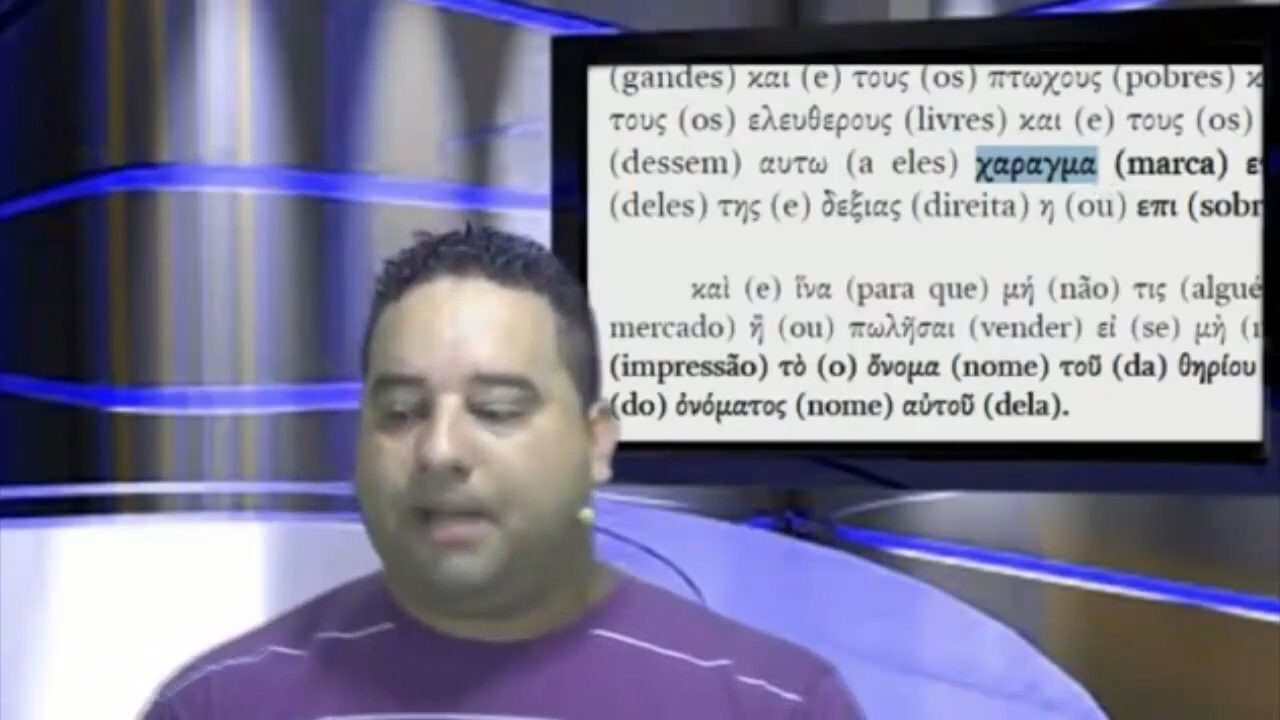 (gandes) και (e) τους (os) πτωχους (pobres)
τους (os) ελευθερους (livres) και (e) τους (os)
(dessem) αυτω (a eles) χαραγμα (marca)
(deles) της (e) δεξιας (direita) η (ou) επι (sobr
καὶ (e) ἵνα (para que) μή (não) τις (algué
mercado) ἢ (ou) πωλῆσαι (vender) εἰ (se) μὴ
(impressão) τὸ (o) ὄνομα (nome) τοῦ (da) θηρίου
(do) ὀνόματος (nome) αὐτοῦ (dela).